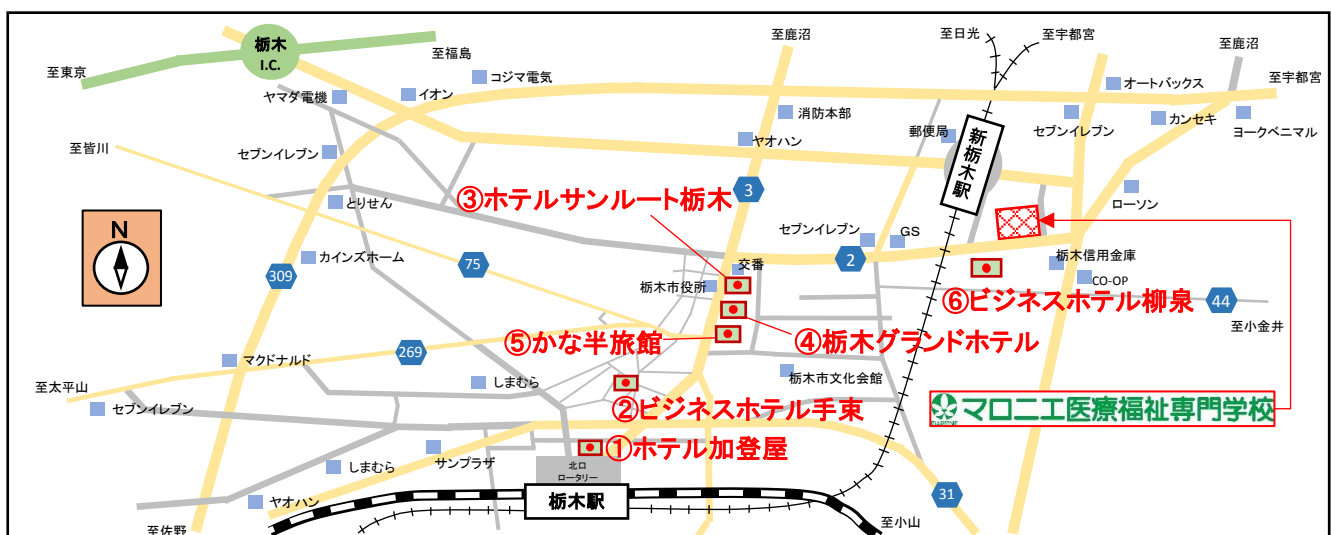 至鹿沼
至日光
至宇都宮
至鹿沼
栃木
I.C.
至福島
至東京
コジマ電気
至宇都宮
オートバックス
ヤマダ電機
イオン
消防本部
郵便局
新栃木駅
セブンイレブン
カンセキ
ヨークベニマル
ヤオハン
至皆川
セブンイレブン
3
③ホテルサンルート栃木
とりせん
ローソン
N
セブンイレブン
GS
カインズホーム
75
2
栃木信用金庫
309
交番
栃木市役所
CO-OP
⑥ビジネスホテル柳泉
44
至小金井
⑤かな半旅館
④栃木グランドホテル
269
マクドナルド
至太平山
しまむら
栃木市文化会館
セブンイレブン
②ビジネスホテル手束
マロニエ医療福祉専門学校
①ホテル加登屋
サンプラザ
しまむら
北口
ロータリー
ヤオハン
栃木駅
31
至佐野
至小山